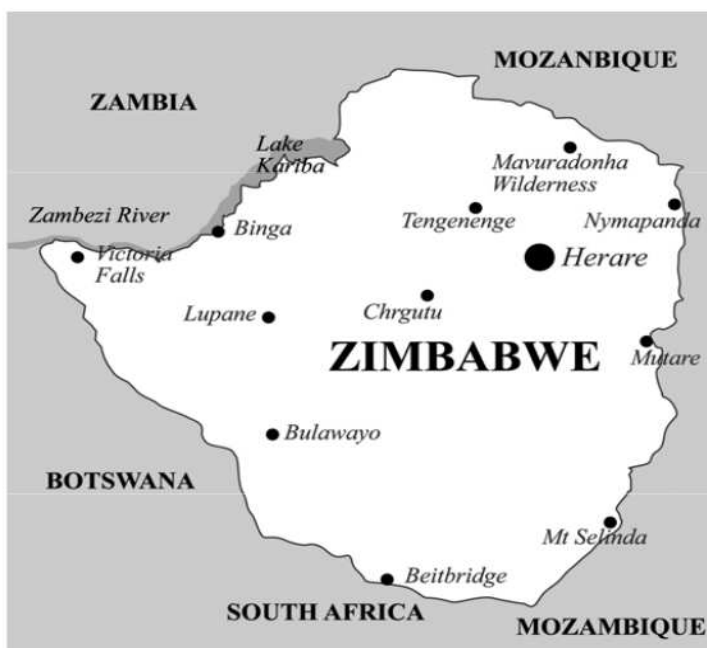 MOZANBIQUE
ZAMBIA
Lake
Kariba
Mavuradonha
Wilderness
Zambezi River
Binga
Tengenenge
Nymapanda
Victoria
Falls
Herare
Lupane
Chrgutu
ZIMBABWE
Mutare
Bulawayo
BOTSWANA
Mt Selinda
Beitbridge
SOUTH AFRICA
MOZAMBIQUE